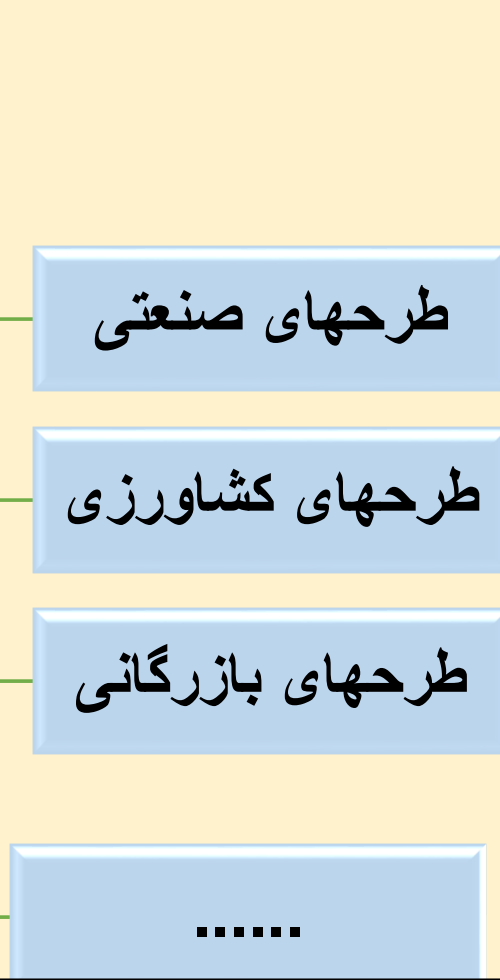 طرحهای صنعتی
طرحهای کشاورزی
طرحهای بازرگانی
......